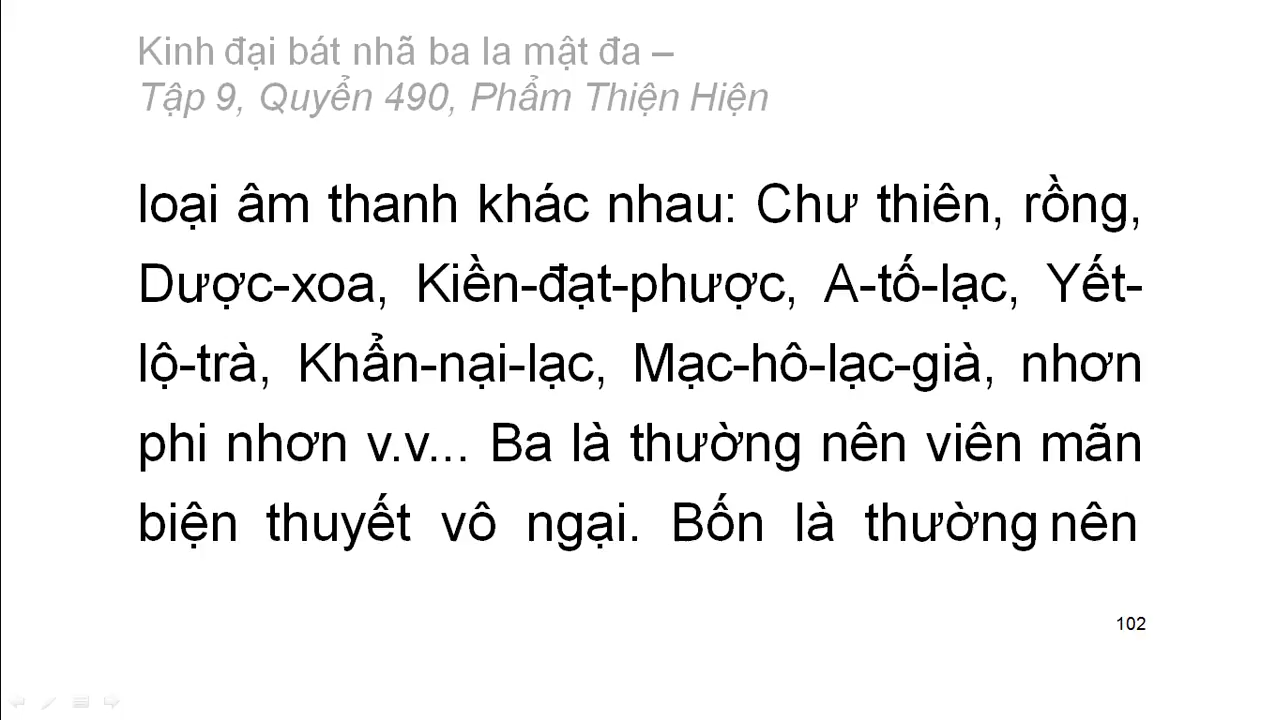 Kinh đại bát nhã ba la mật đa –
Tập 9, Quyển 490, Phẩm Thiện Hiện
loại âm thanh khác nhau: Chư thiên, rồng,
Dược-xoa, Kiền-đạt-phược, A-tố-lạc, Yết-
lộ-trà, Khẩn-nại-lạc, Mạc-hô-lạc-già, nhơn
phi nhơn v.v... Ba là thường nên viên mãn
biện thuyết vô ngại. Bốn là thường nên
102